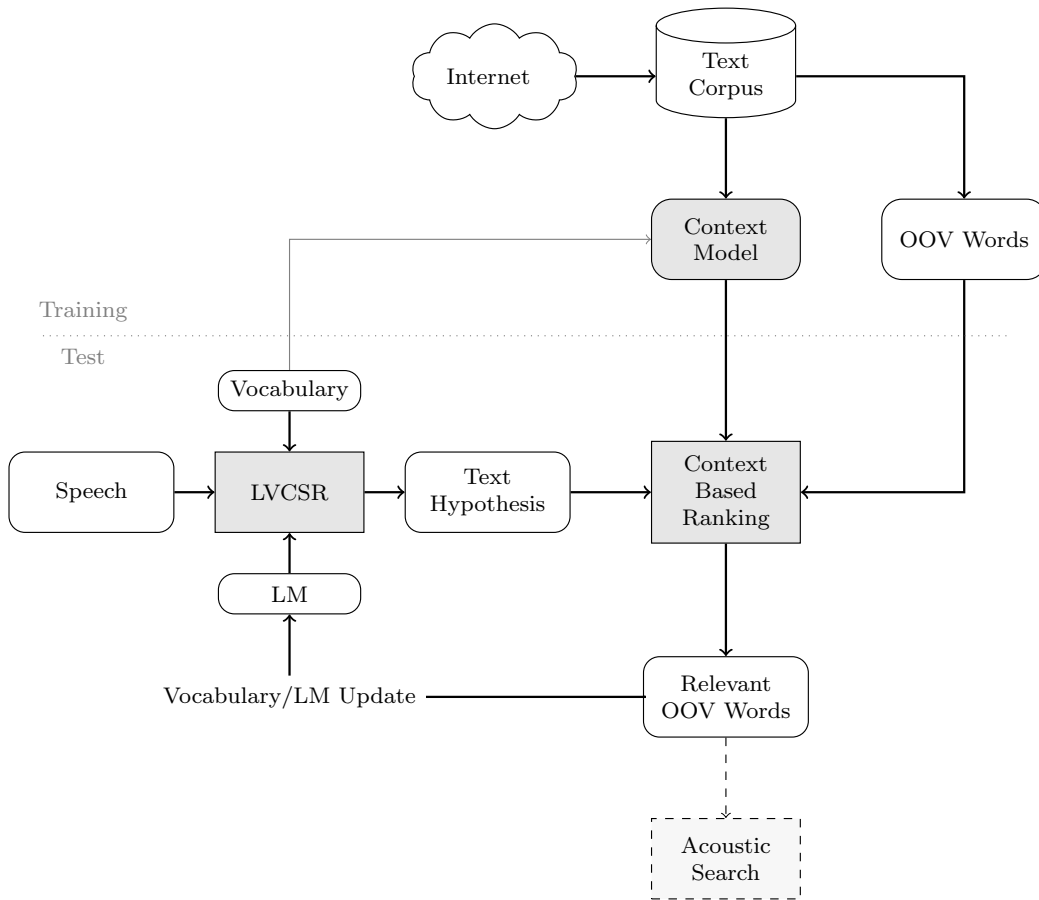 Internet
Text
Corpus
Context
Model
OOV Words
Training
Test
Vocabulary
Speech
LVCSR
Text
Hypothesis
Context
Based
Ranking
LM
Vocabulary/LM Update
Relevant
OOV Words
Acoustic
Search